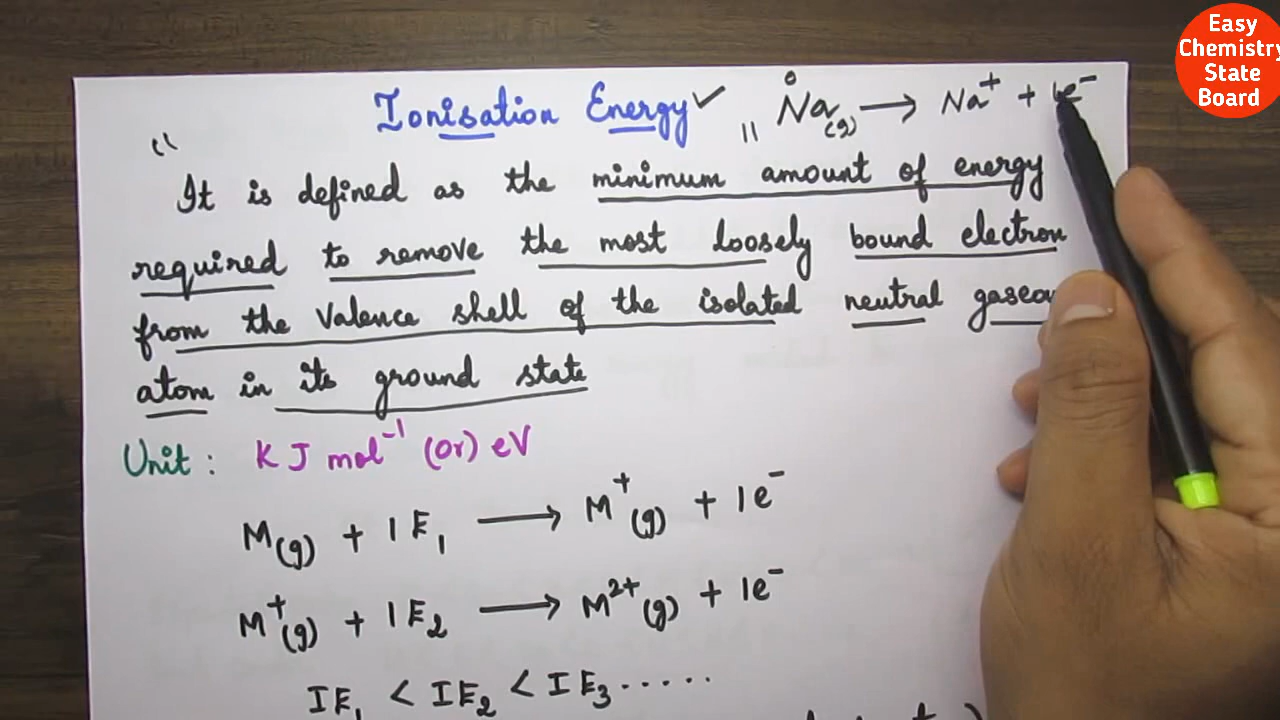 Easy
Chemistry
State
Board
Ionisation Energy ✓ Na(g) → Na⁺ + 1e⁻
"
"
It is defined as the minimum amount of energy
required to remove the most loosely bound electron
from the valence shell of the isolated neutral
atom in its ground state
Unit : KJ mol⁻¹ (or) eV
M(g) + IE₁ → M⁺(g) + 1e⁻
M⁺(g) + IE₂ → M²⁺(g) + 1e⁻
IE₁ < IE₂ < IE₃ ......